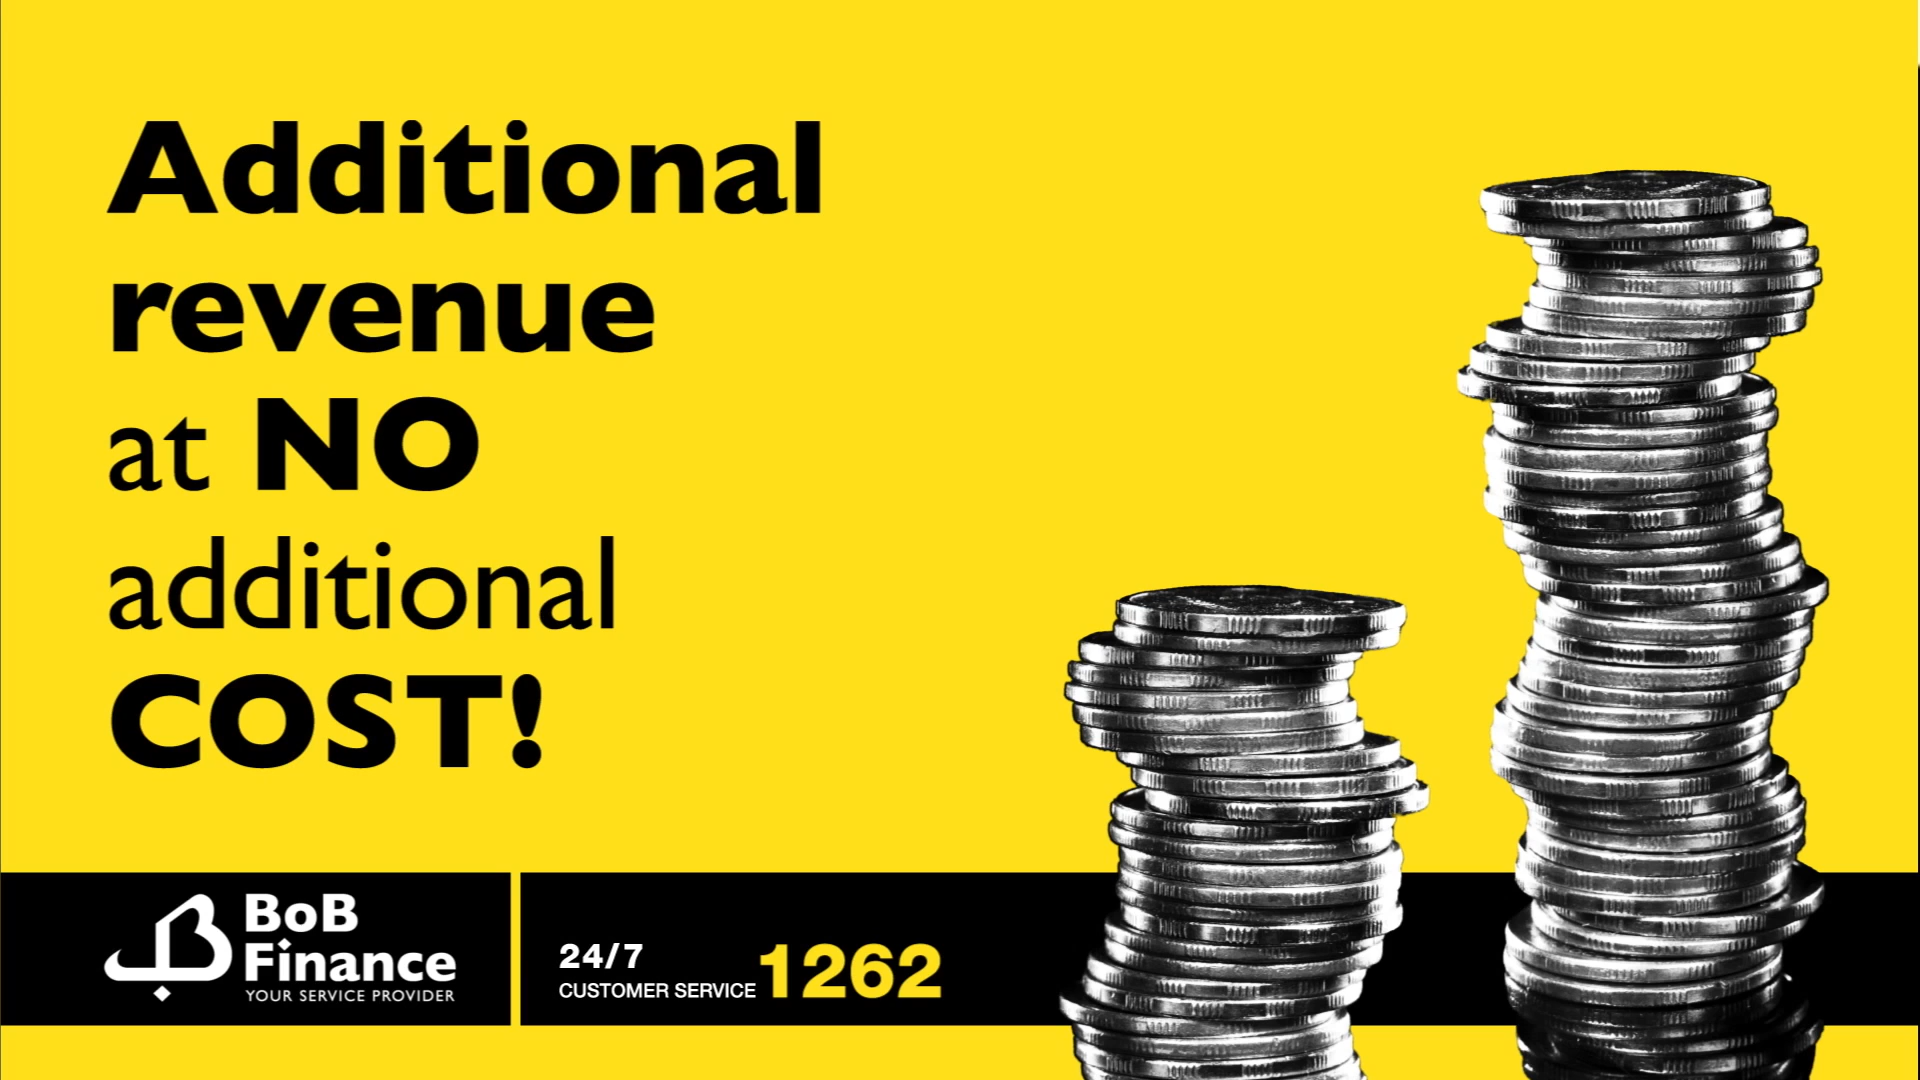 Additional
revenue
at NO
additional
COST!
BoB
Finance
YOUR SERVICE PROVIDER
24/7
CUSTOMER SERVICE 1262